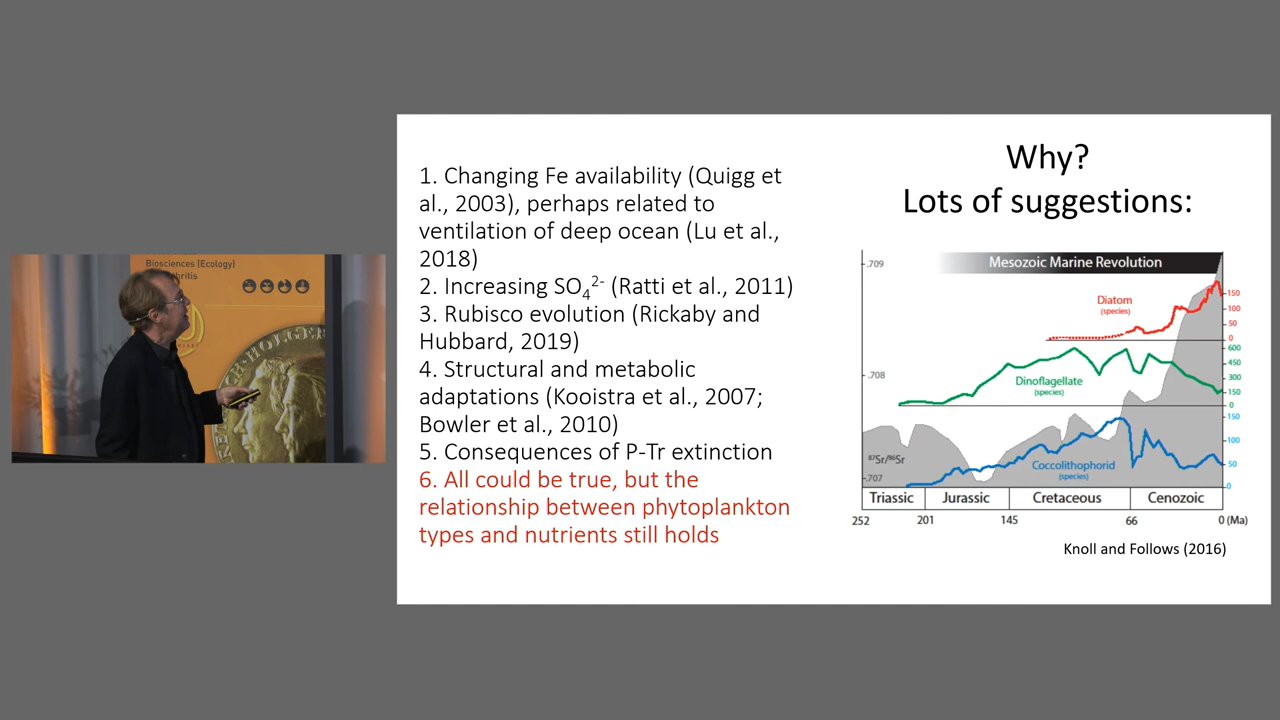 Biosciences (Ecology)
1. Changing Fe availability (Quigg et
al., 2003), perhaps related to
ventilation of deep ocean (Lu et al.,
2018)
2. Increasing SO₄²⁻ (Ratti et al., 2011)
3. Rubisco evolution (Rickaby and
Hubbard, 2019)
4. Structural and metabolic
adaptations (Kooistra et al., 2007;
Bowler et al., 2010)
5. Consequences of P-Tr extinction
6. All could be true, but the
relationship between phytoplankton
types and nutrients still holds
Why?
Lots of suggestions:
.709
Mesozoic Marine Revolution
Diatom
(species)
150
100
50
0
.708
Dinoflagellate
(species)
600
450
300
150
0
⁸⁷Sr/⁸⁶Sr
.707
Coccolithophorid
(species)
150
100
50
0
Triassic Jurassic Cretaceous Cenozoic
252 201 145 66 0 (Ma)
Knoll and Follows (2016)